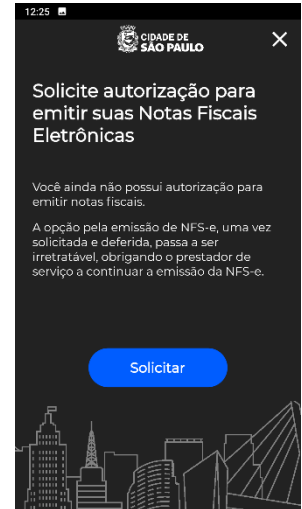 12:25
CIDADE DE
SÃO PAULO
Solicite autorização para
emitir suas Notas Fiscais
Eletrônicas
Você ainda não possui autorização para
emitir notas fiscais.
A opção pela emissão de NFS-e, uma vez
solicitada e deferida, passa a ser
irretratável, obrigando o prestador de
serviço a continuar a emissão da NFS-e.
Solicitar